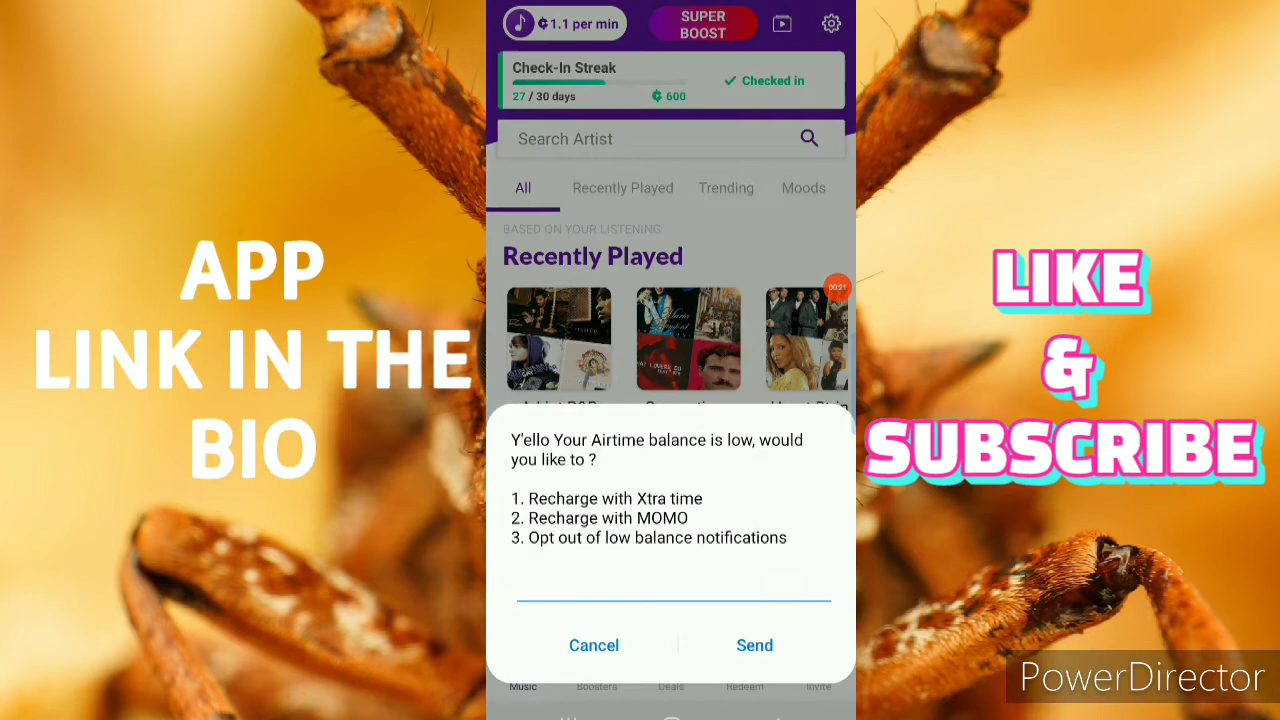 APP
LINK IN THE
BIO
1.1 per min
SUPER
BOOST
Check-In Streak
27 / 30 days
600
Checked in
Search Artist
All
Recently Played
Trending
Moods
BASED ON YOUR LISTENING
Recently Played
00:21
Y'ello Your Airtime balance is low, would
you like to ?
1. Recharge with Xtra time
2. Recharge with MOMO
3. Opt out of low balance notifications
Cancel
Send
Music
Boosters
Deals
Redeem
Invite
LIKE
&
SUBSCRIBE
PowerDirector